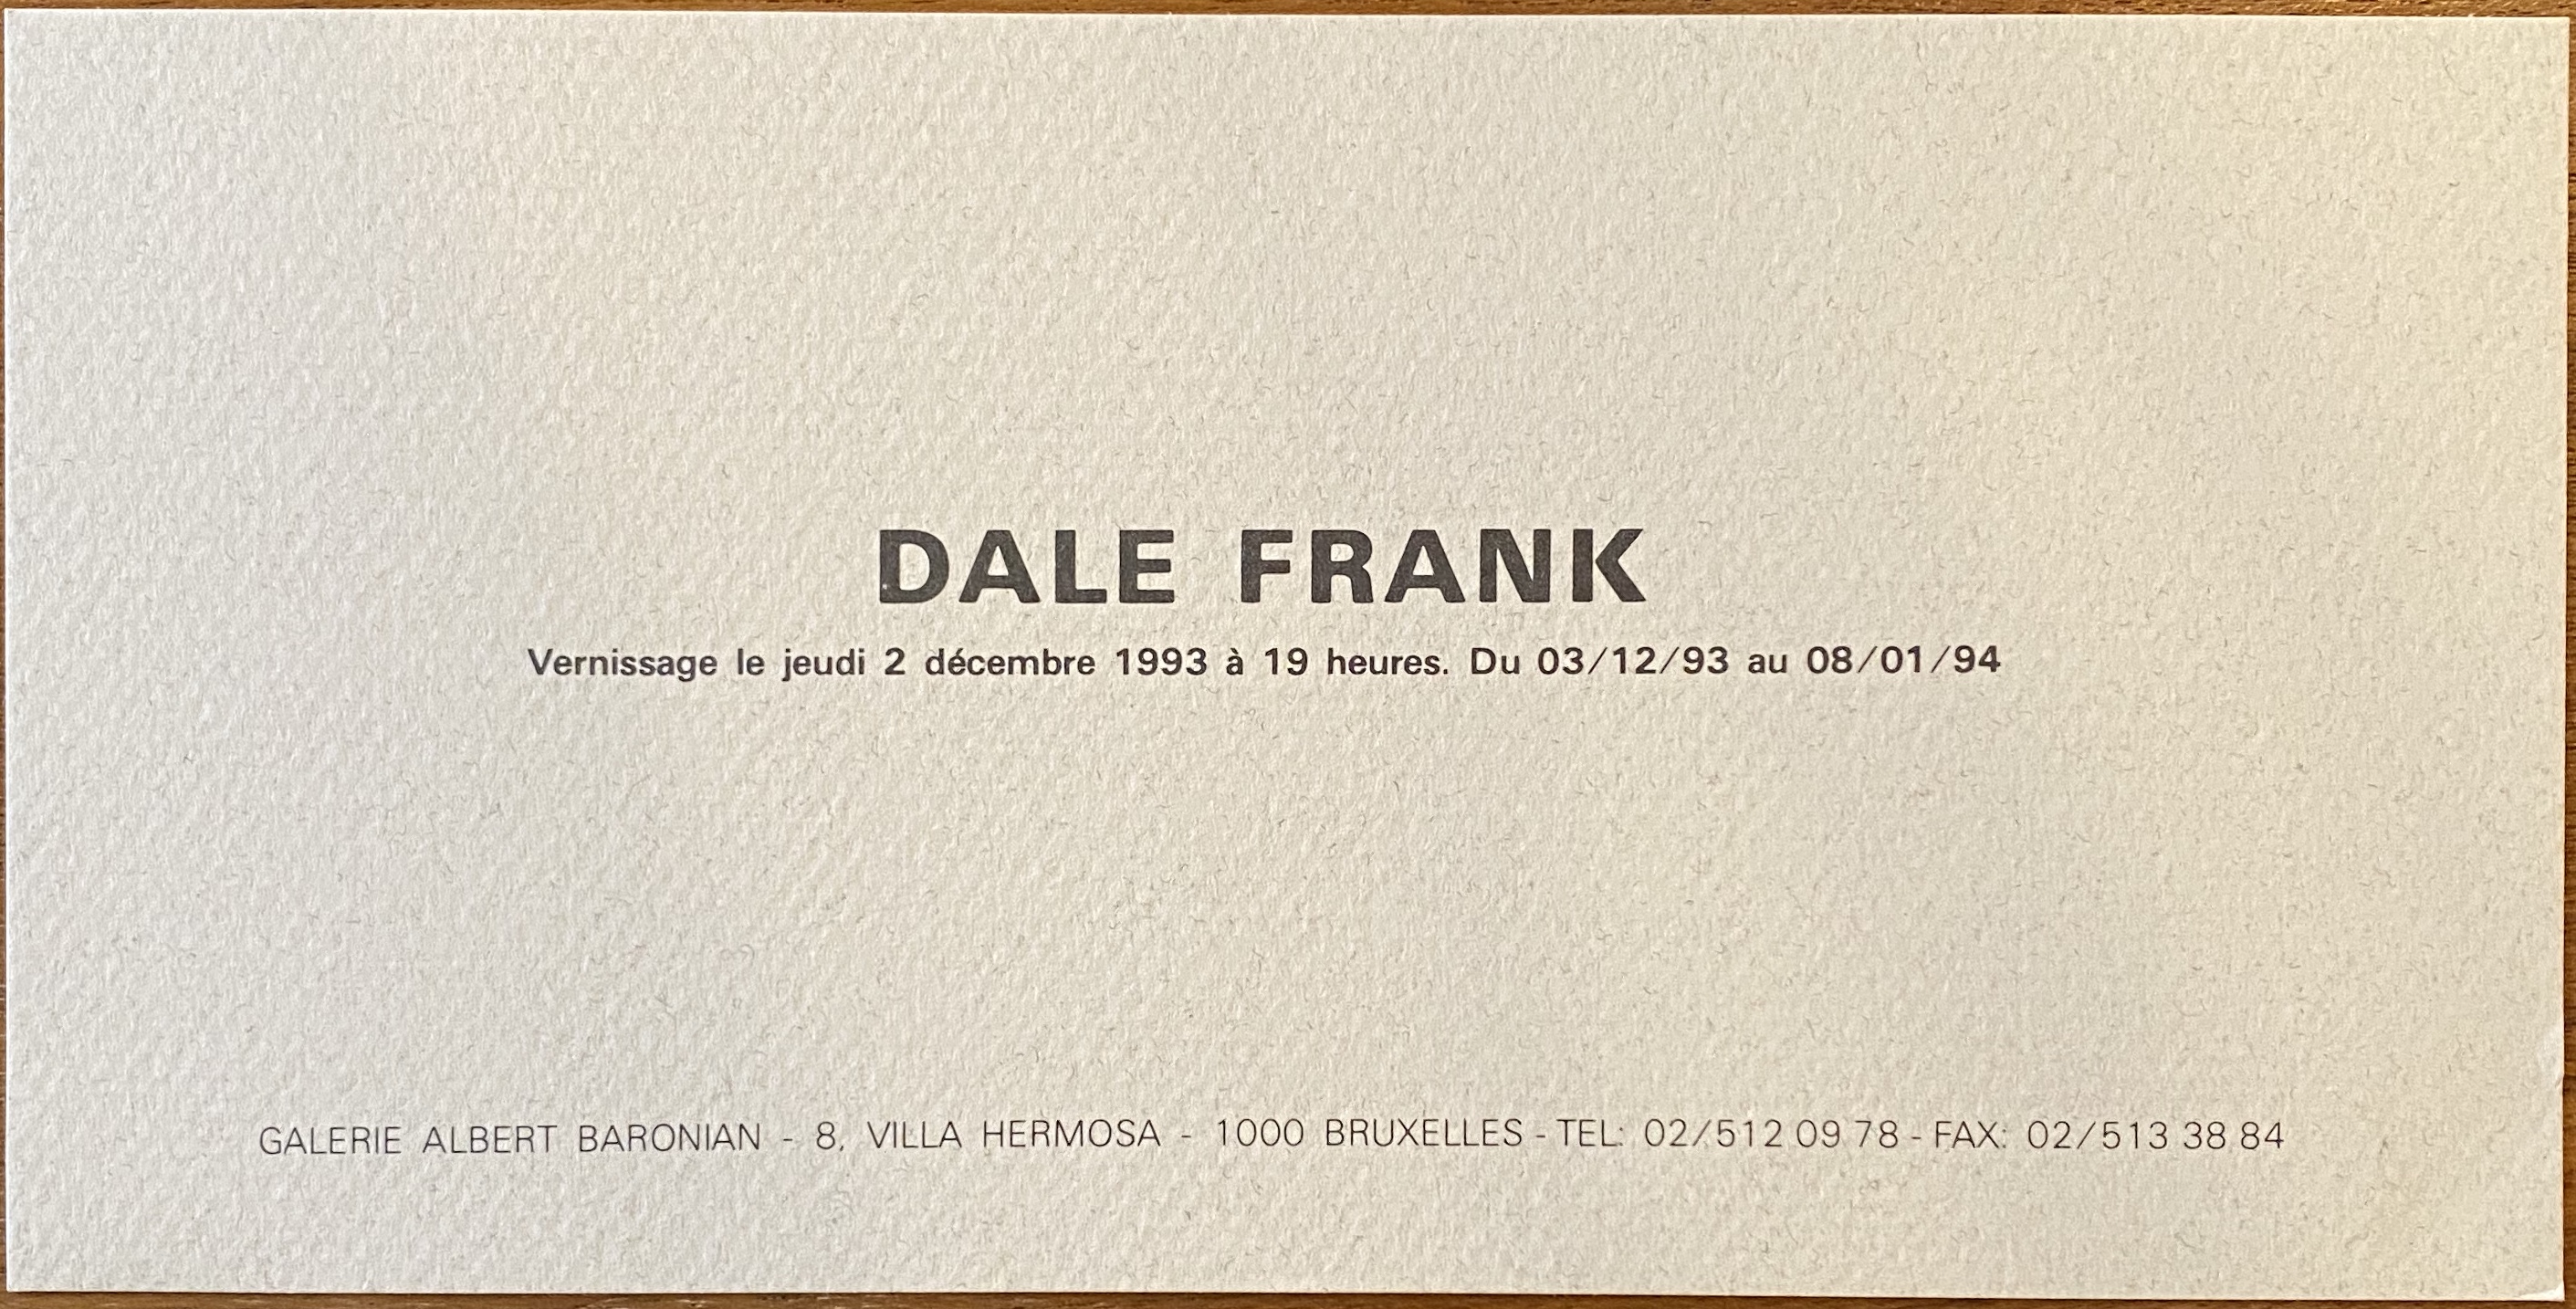 DALE FRANK
Vernissage le jeudi 2 décembre 1993 à 19 heures. Du 03/12/93 au 08/01/94
GALERIE ALBERT BARONIAN - 8, VILLA HERMOSA - 1000 BRUXELLES - TEL: 02/512 09 78 - FAX: 02/513 38 84